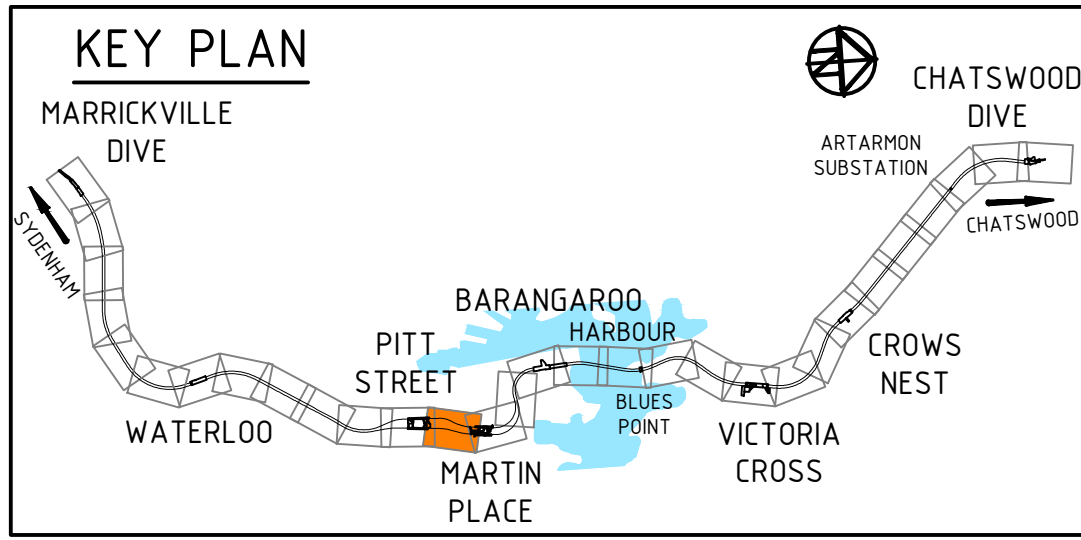 KEY PLAN
MARRICKVILLE
DIVE
SYDENHAM
CHATSWOOD
DIVE
ARTARMON
SUBSTATION
CHATSWOOD
BARANGAROO
HARBOUR
PITT
STREET
CROWS
NEST
BLUES
POINT
WATERLOO
VICTORIA
CROSS
MARTIN
PLACE